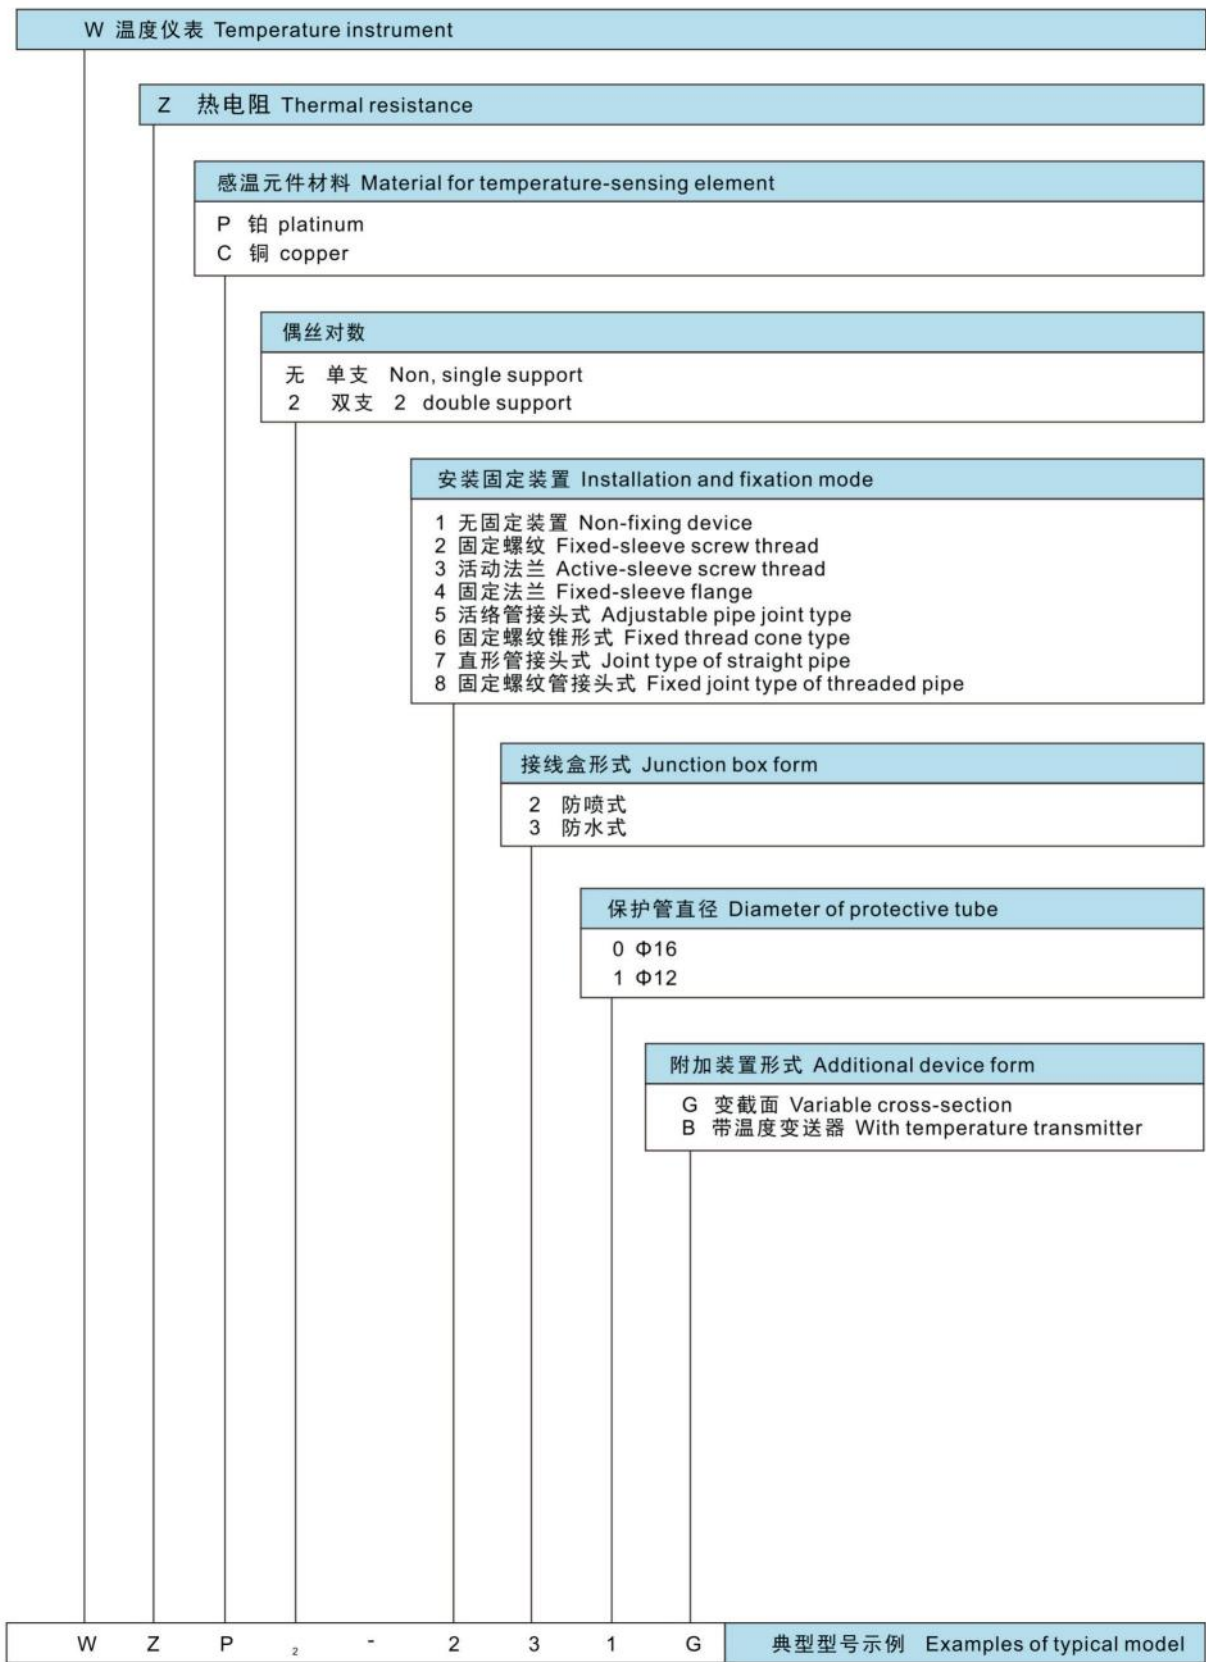 W 温度仪表 Temperature instrument
Z 热电阻 Thermal resistance
感温元件材料 Material for temperature-sensing element
P 铂 platinum
C 铜 copper
偶丝对数
无 单支 Non, single support
2 双支 2 double support
安装固定装置 Installation and fixation mode
1 无固定装置 Non-fixing device
2 固定螺纹 Fixed-sleeve screw thread
3 活动法兰 Active-sleeve screw thread
4 固定法兰 Fixed-sleeve flange
5 活络管接头式 Adjustable pipe joint type
6 固定螺纹锥形式 Fixed thread cone type
7 直形管接头式 Joint type of straight pipe
8 固定螺纹管接头式 Fixed joint type of threaded pipe
接线盒形式 Junction box form
2 防喷式
3 防水式
保护管直径 Diameter of protective tube
0 Φ16
1 Φ12
附加装置形式 Additional device form
G 变截面 Variable cross-section
B 带温度变送器 With temperature transmitter
W Z P 2 - 2 3 1 G 典型型号示例 Examples of typical model